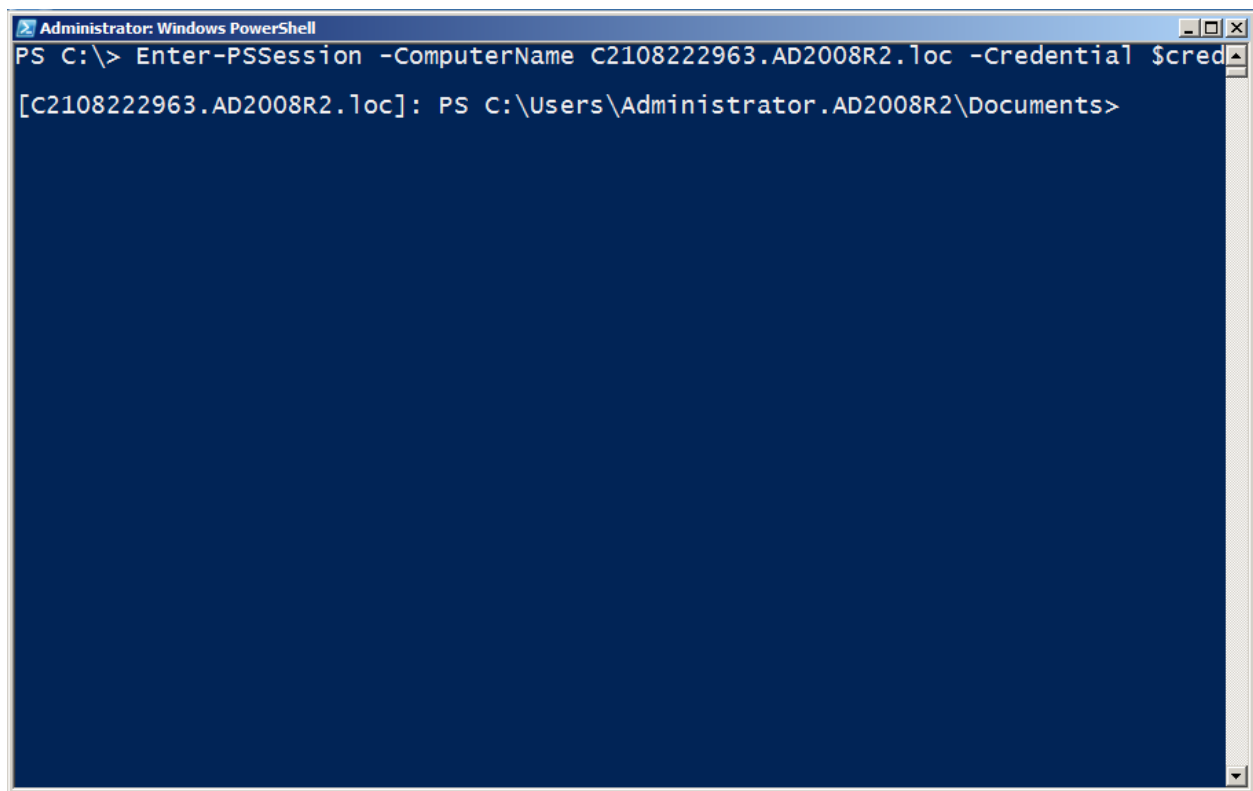 Administrator: Windows PowerShell
PS C:\> Enter-PSSession -ComputerName C2108222963.AD2008R2.loc -Credential $cred
[C2108222963.AD2008R2.loc]: PS C:\Users\Administrator.AD2008R2\Documents>